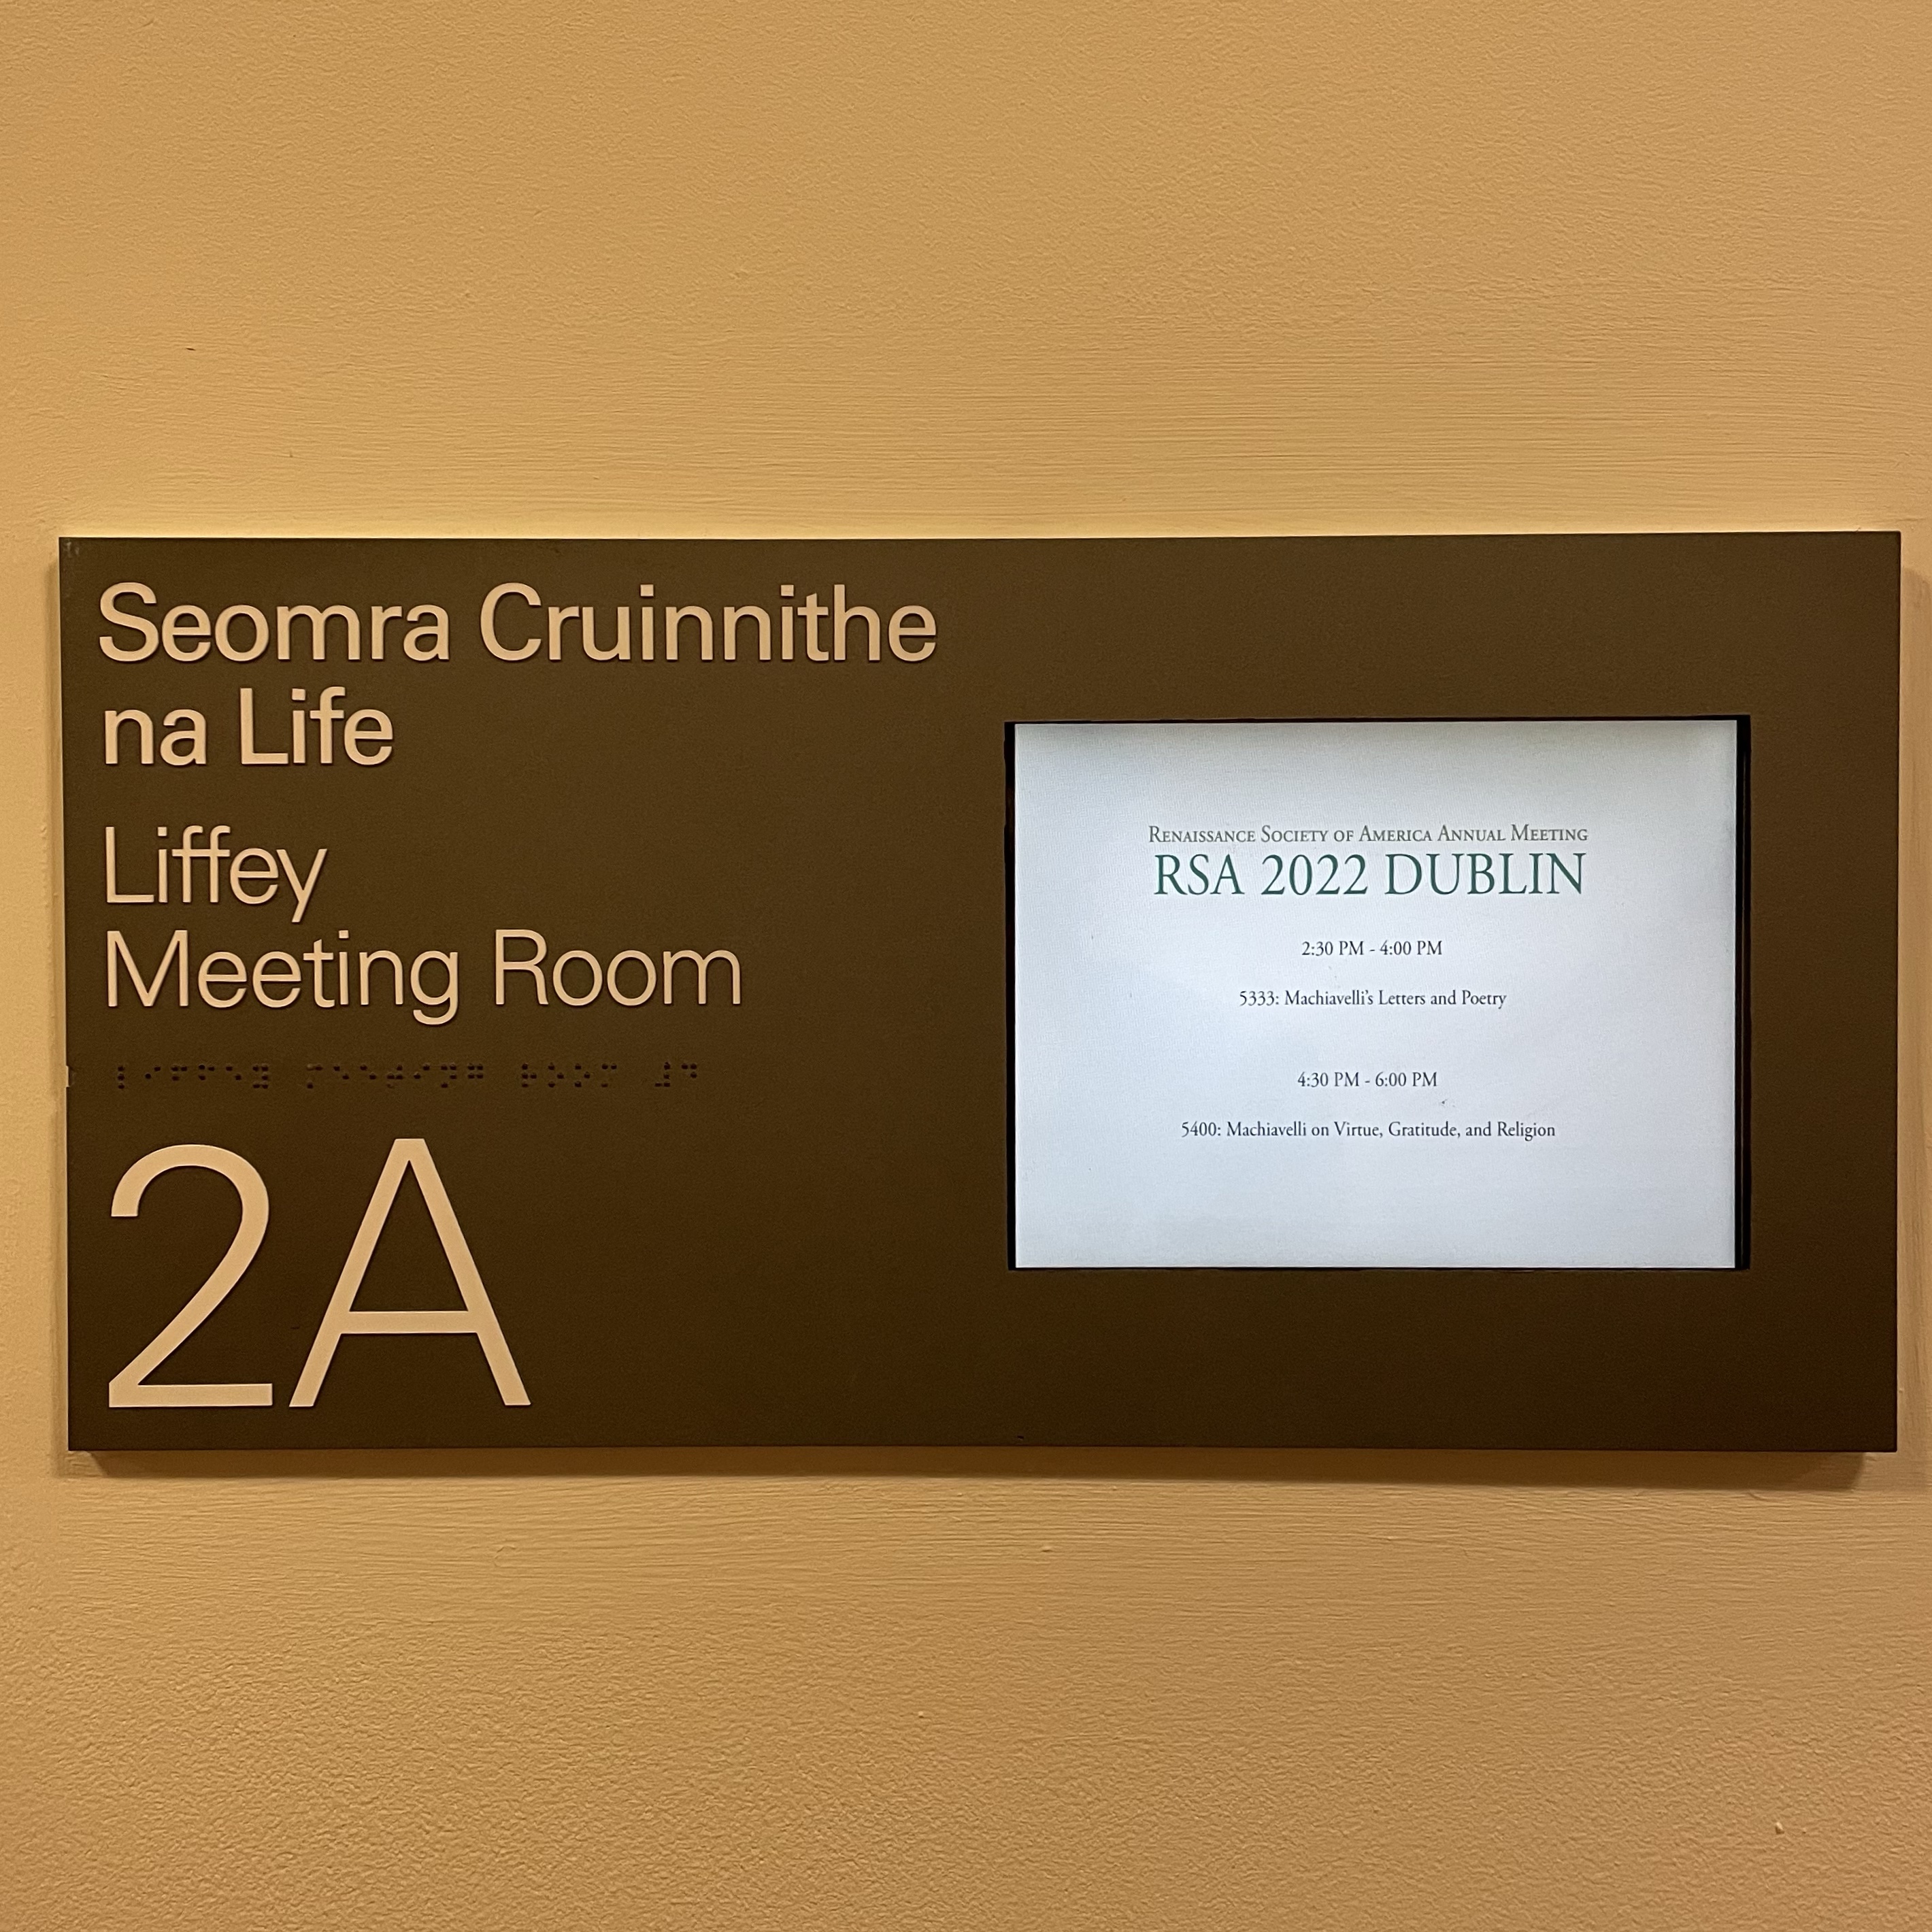 Seomra Cruinnithe
na Life
Liffey
Meeting Room
2A
RENAISSANCE SOCIETY OF AMERICA ANNUAL MEETING
RSA 2022 DUBLIN
2:30 PM - 4:00 PM
5333: Machiavelli's Letters and Poetry
4:30 PM - 6:00 PM
5400: Machiavelli on Virtue, Gratitude, and Religion